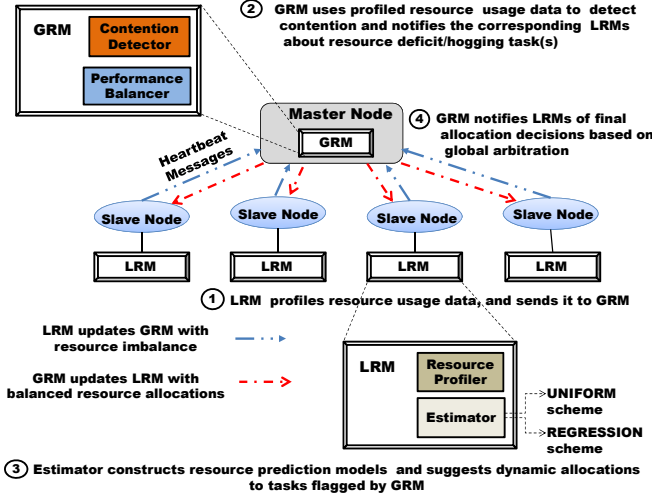 2 GRM uses profiled resource usage data to detect
contention and notifies the corresponding LRMs
about resource deficit/hogging task(s)
GRM
Contention
Detector
Performance
Balancer
Master Node
GRM
4 GRM notifies LRMs of final
allocation decisions based on
global arbitration
Heartbeat
Messages
Slave Node
Slave Node
Slave Node
Slave Node
LRM
LRM
LRM
LRM
1 LRM profiles resource usage data, and sends it to GRM
LRM updates GRM with
resource imbalance
GRM updates LRM with
balanced resource allocations
LRM
Resource
Profiler
Estimator
UNIFORM
scheme
REGRESSION
scheme
3 Estimator constructs resource prediction models and suggests dynamic allocations
to tasks flagged by GRM